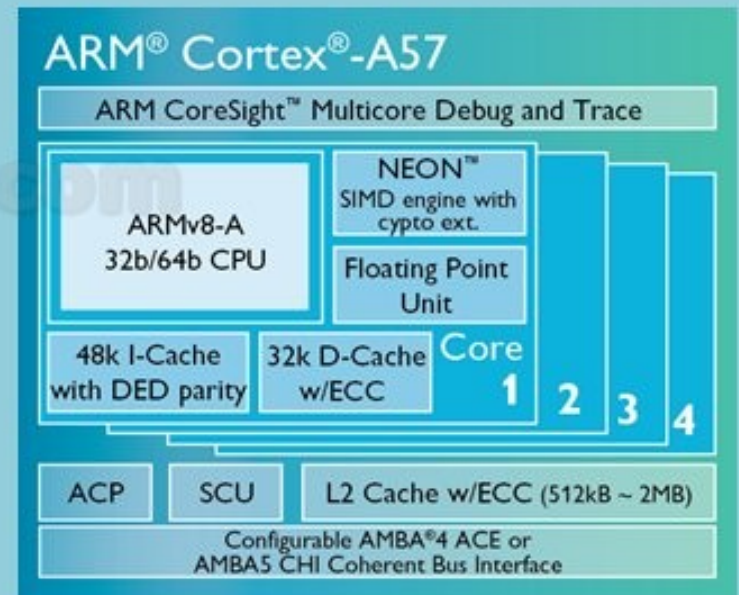 ARM® Cortex®-A57
ARM CoreSight™ Multicore Debug and Trace
com
ARMv8-A
32b/64b CPU
NEON™
SIMD engine with
cypto ext.
Floating Point
Unit
48k I-Cache
with DED parity
32k D-Cache
w/ECC
Core
1
2
3
4
ACP
SCU
L2 Cache w/ECC (512kB ~ 2MB)
Configurable AMBA®4 ACE or
AMBA5 CHI Coherent Bus Interface